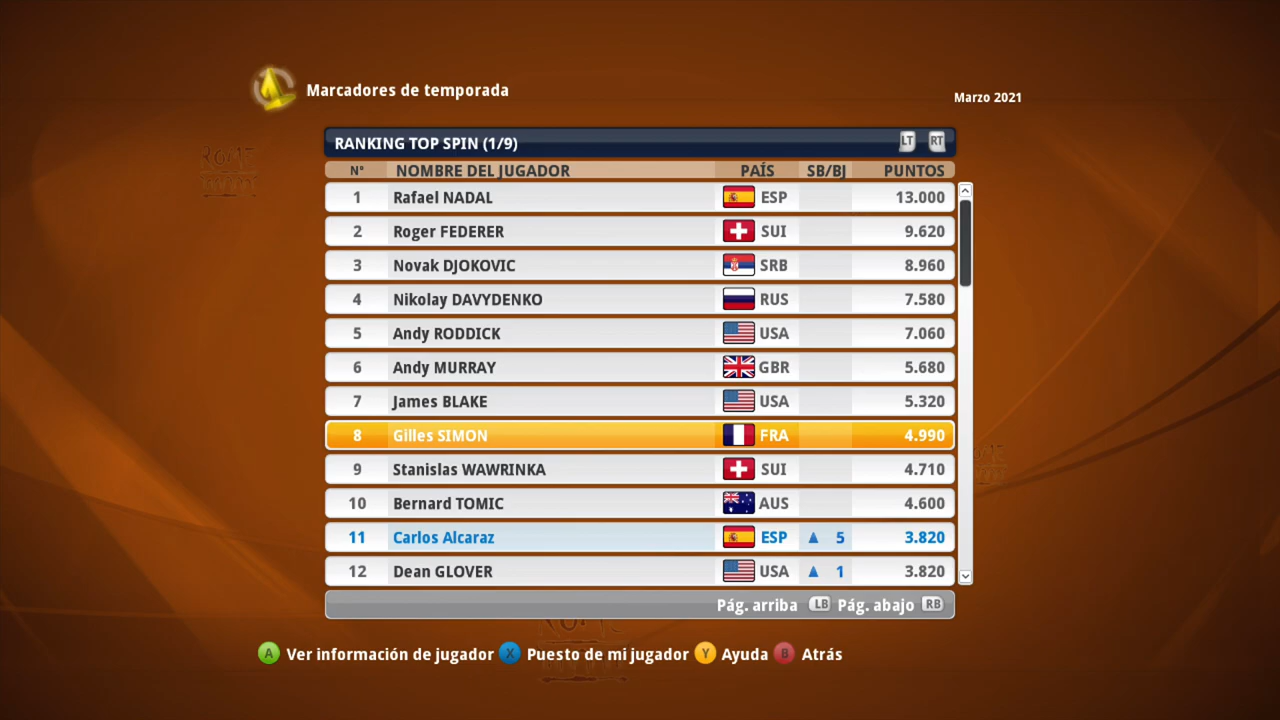 Marcadores de temporada
Marzo 2021
RANKING TOP SPIN (1/9) LT RT
N° NOMBRE DEL JUGADOR PAÍS SB/BJ PUNTOS
1 Rafael NADAL ESP 13.000
2 Roger FEDERER SUI 9.620
3 Novak DJOKOVIC SRB 8.960
4 Nikolay DAVYDENKO RUS 7.580
5 Andy RODDICK USA 7.060
6 Andy MURRAY GBR 5.680
7 James BLAKE USA 5.320
8 Gilles SIMON FRA 4.990
9 Stanislas WAWRINKA SUI 4.710
10 Bernard TOMIC AUS 4.600
11 Carlos Alcaraz ESP ▲ 5 3.820
12 Dean GLOVER USA ▲ 1 3.820
Pág. arriba LB Pág. abajo RB
A Ver información de jugador X Puesto de mi jugador Y Ayuda B Atrás